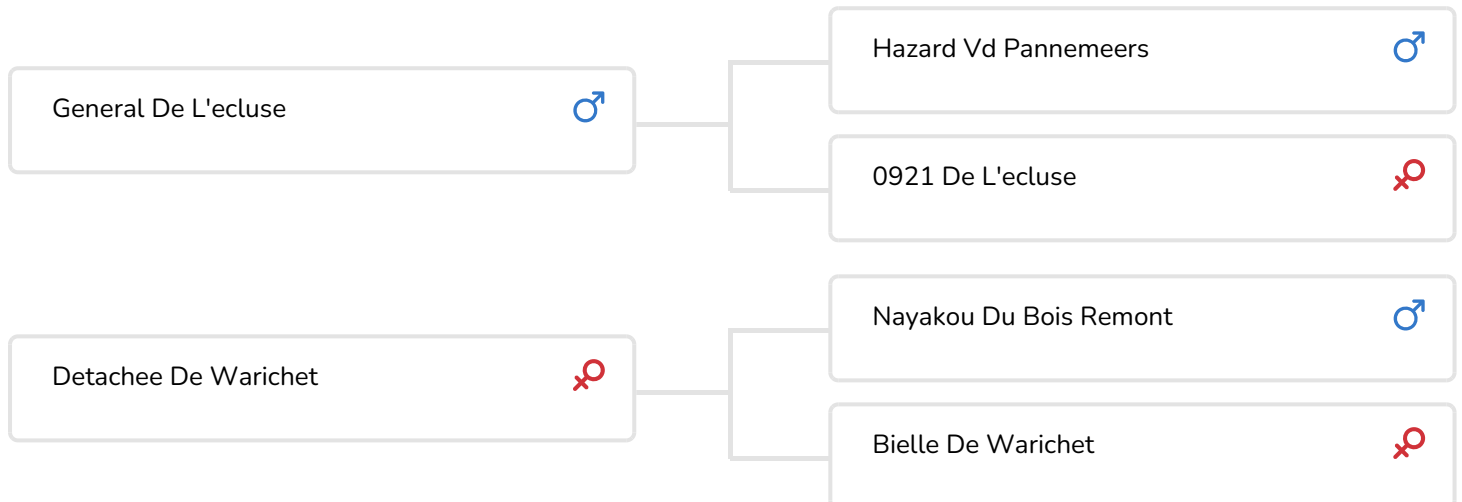 Hazard Vd Pannemeers
General De L'ecluse
0921 De L'ecluse
Nayakou Du Bois Remont
Detachee De Warichet
Bielle De Warichet